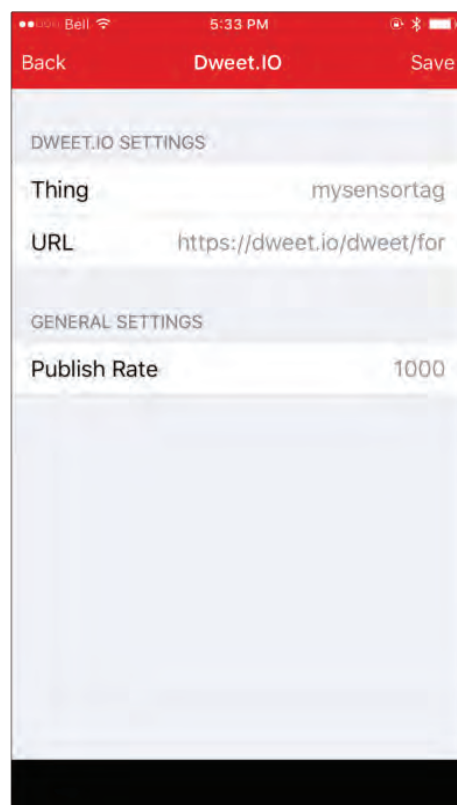 Bell 5:33 PM
Back Dweet.IO Save
DWEET.IO SETTINGS
Thing mysensortag
URL https://dweet.io/dweet/for
GENERAL SETTINGS
Publish Rate 1000